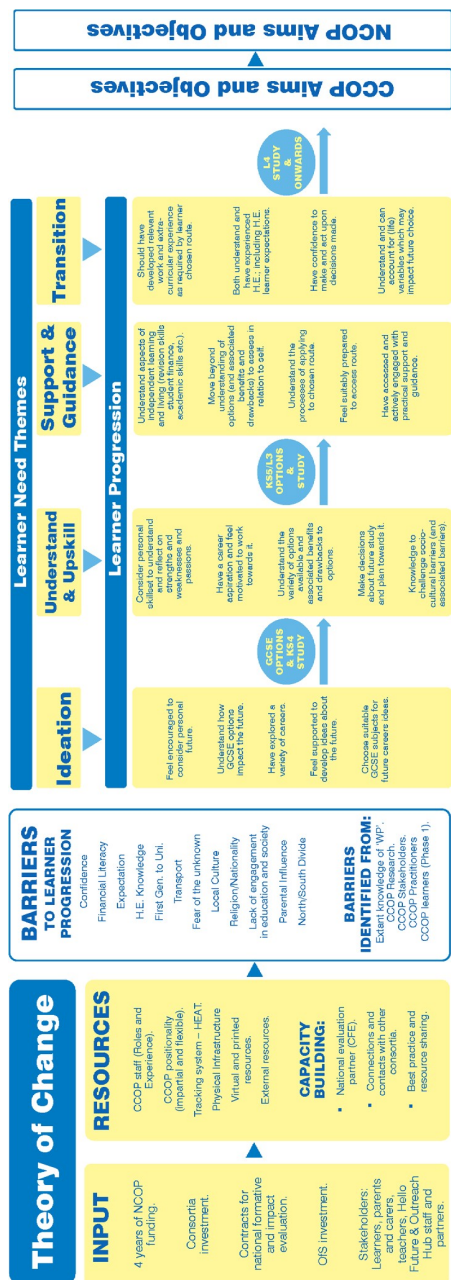 Theory of Change
INPUT
4 years of NCOP
funding.
Consortia
investment.
Contracts for
national formative
and impact
evaluation.
OfS investment.
Stakeholders:
Learners, parents
and carers,
teachers, Hello
Future & Outreach
Hub staff and
partners.
RESOURCES
CCOP staff (Roles and
Experience).
CCOP positionality
(impartial and flexible).
Tracking system – HEAT.
Physical Infrastructure
Virtual and printed
resources.
External resources.
CAPACITY
BUILDING:
▪ National evaluation
partner (CFE).
▪ Connections and
contacts with other
consortia.
▪ Best practice and
resource sharing.
BARRIERS
TO LEARNER
PROGRESSION
Confidence
Financial Literacy
Expedation
H.E. Knowledge
First Gen. to Uni.
Transport
Fear of the unknown
Local Culture
Religion/Nationality
Lack of engagement
in education and society
Parental Influence
North/South Divide
BARRIERS
IDENTIFIED FROM:
Extant knowledge of 'WP'.
CCOP Research.
CCOP Stakeholders.
CCOP Practitioners
CCOP learners (Phase 1).
Learner Need Themes
Ideation
Understand
& Upskill
Support &
Guidance
Transition
Learner Progression
Feel encouraged to
consider personal
future.
Understand how
GCSE options
impact the future.
Have explored a
variety of careers.
Feel supported to
develop ideas about
the future.
Choose suitable
GCSE subjects for
future careers ideas.
GCSE
OPTIONS
& KS4
STUDY
Consider personal
skillset to understand
and reflect on
strengths and
weaknesses and
passions.
Have a career
aspiration and feel
motivated to work
towards it.
Understand the
variety of options
available and
associated benefits
and drawbacks to
options.
Make decisions
about future study
and plan towards it.
Knowledge to
challenge socio-
cultural barriers (and
associated barriers).
KS5/L3
OPTIONS
& STUDY
Understand aspects of
independent learning
and living (revision skills
student finance,
academic skills etc.).
Move beyond
understanding of
options (and associated
benefits and
drawbacks) to assess in
relation to self.
Understand the
processes of applying
to chosen route.
Feel suitably prepared
to access route.
Have accessed and
actively engaged with
practical support and
guidance.
Should have
developed relevant
work and extra-
curricular experience
as required by learner
chosen route.
Both understand and
have experienced
H.E.; including H.E.
learner expectations.
Have confidence to
make and act upon
decisions made.
Understand and can
account for (life)
variables which may
impact future choice.
L4
STUDY
&
ONWARDS
CCOP Aims and Objectives
NCOP Aims and Objectives